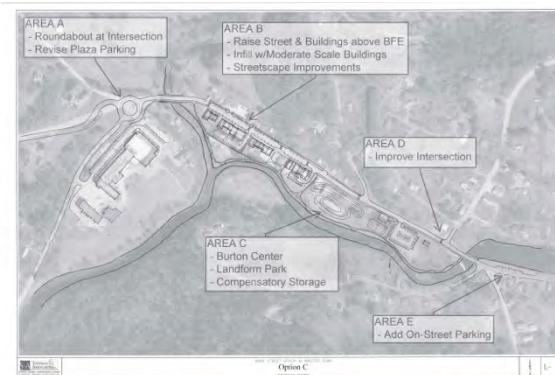 AREA A
- Roundabout at Intersection
- Revise Plaza Parking
AREA B
- Raise Street & Buildings above BFE
- Infill w/Moderate Scale Buildings
- Streetscape Improvements
AREA D
- Improve Intersection
AREA C
- Burton Center
- Landform Park
- Compensatory Storage
AREA E
- Add On-Street Parking
Option C